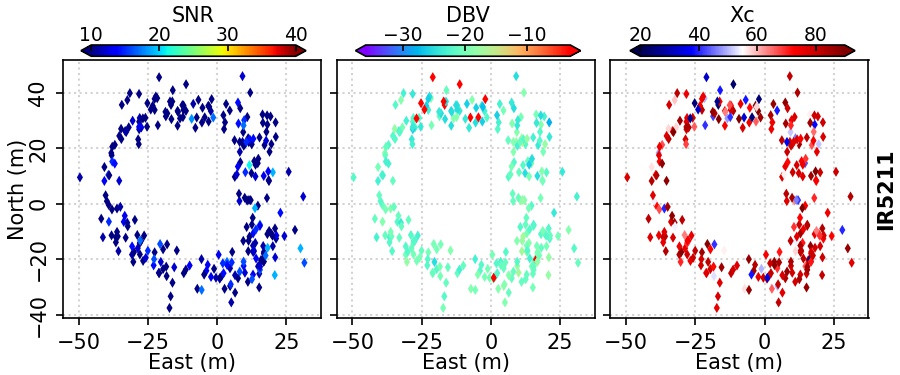 SNR DBV Xc
10 20 30 40 −30 −20 −10 20 40 60 80
North (m)
40
20
0
−20
−40
−50 −25 0 25 −50 −25 0 25 −50 −25 0 25
East (m) East (m) East (m)
IR5211